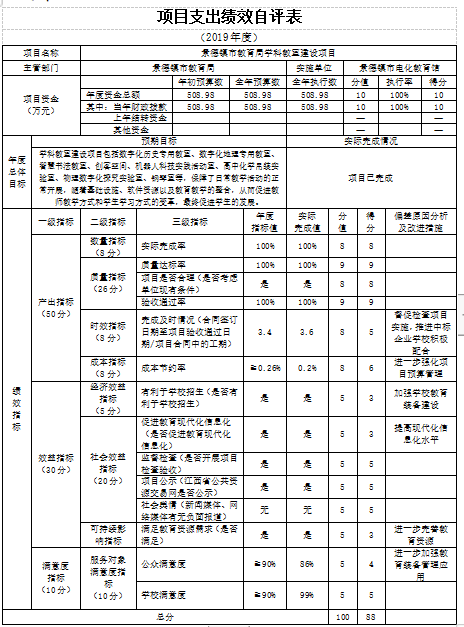 项目支出绩效自评表
（2019年度）
项目名称 景德镇市教育局学科教室建设项目
主管部门 景德镇市教育局 实施单位 景德镇市电化教育馆
项目资金（万元） 年初预算数 全年预算数 全年执行数 分值 执行率 得分
年度资金总额 508.98 508.98 508.98 10 100% 10
其中：当年财政拨款 508.98 508.98 508.98 10 100% 10
上年结转资金 — —
其他资金 — —
年度总体目标 预期目标 实际完成情况
学科教室建设项目包括数字化历史专用教室、数字化地理专用教室、
智慧书法教室、创客空间、机器人科技实践活动室、高中化学吊装实
验室、物理数字化探究实验室、钢琴室等，保障了日常教学活动的正
常开展，随着基础设施、软件资源以及教育教学的整合，从而促进教
师教学方式和学生学习方式的变革，最终促进学生的发展。
项目已完成
绩效指标 一级指标 二级指标 三级指标 年度指标值 实际完成值 分值 得分 偏差原因分析及改进措施
产出指标（50分） 数量指标（8分） 实际完成率 100% 100% 8 8
质量指标（26分） 质量达标率 100% 100% 9 9
项目是否合理（是否考虑单位现有条件） 是 是 8 8
验收通过率 100% 100% 9 9
时效指标（8分） 完成及时情况（合同签订日期至项目验收通过日期/项目合同中的工期） 3.4 3.6 8 5 督促检查项目实施，推进中标企业学校积极配合
成本指标（8分） 成本节约率 ≧0.26% 0.2% 8 6 进一步强化项目预算管理
效益指标（30分） 经济效益指标（5分） 有利于学校招生（是否有利于学校招生） 是 是 5 3 加强学校教育装备建设
社会效益指标（20分） 促进教育现代化信息化（是否促进教育现代化信息化） 是 是 5 3 提高现代化信息化水平
监督检查（是否开展项目检查验收） 是 是 5 5
项目公示（江西省公共资源交易网是否公示） 是 是 5 5
社会舆情（新闻媒体、网络媒体有无负面报道） 无 无 5 5
可持续影响指标 满足教育资源需求（是否满足） 是 是 5 3 进一步完善教育资源
满意度指标（10分） 服务对象满意度指标（10分） 公众满意度 ≧90% 86% 5 4 进一步加强教育装备管理应用
学校满意度 ≧90% 99% 5 5
总分 100 88